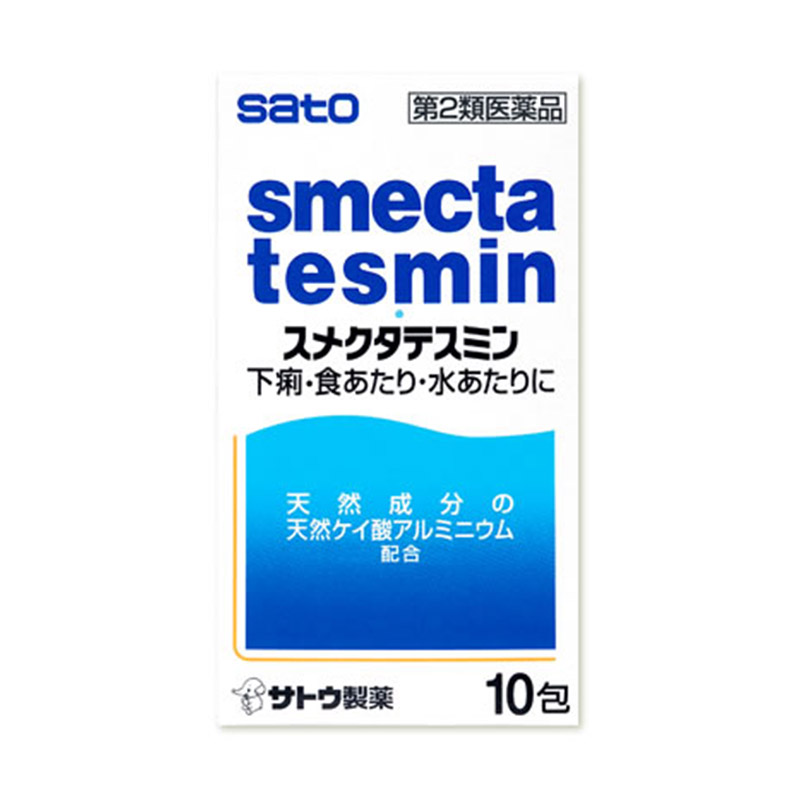 sato
第2類医薬品
smecta
tesmin
スメクタテスミン
下痢・食あたり・水あたりに
天然成分の
天然ケイ酸アルミニウム
配合
サトウ製薬
10包